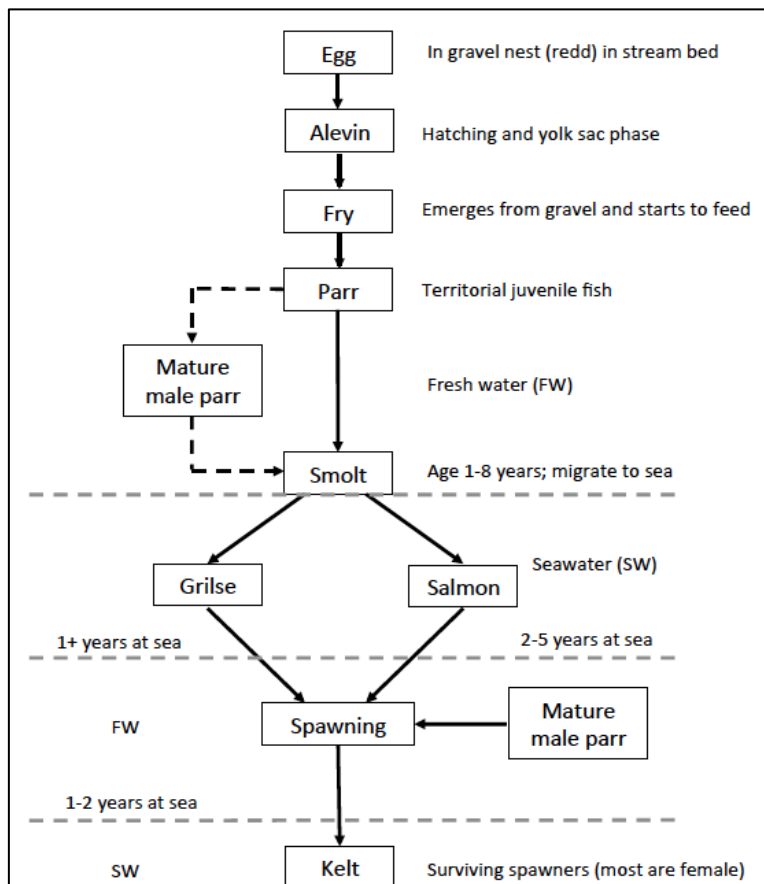 Egg
In gravel nest (redd) in stream bed
Alevin
Hatching and yolk sac phase
Fry
Emerges from gravel and starts to feed
Parr
Territorial juvenile fish
Mature
male parr
Fresh water (FW)
Smolt
Age 1-8 years; migrate to sea
Seawater (SW)
Grilse
Salmon
1+ years at sea
2-5 years at sea
FW
Spawning
Mature
male parr
1-2 years at sea
SW
Kelt
Surviving spawners (most are female)